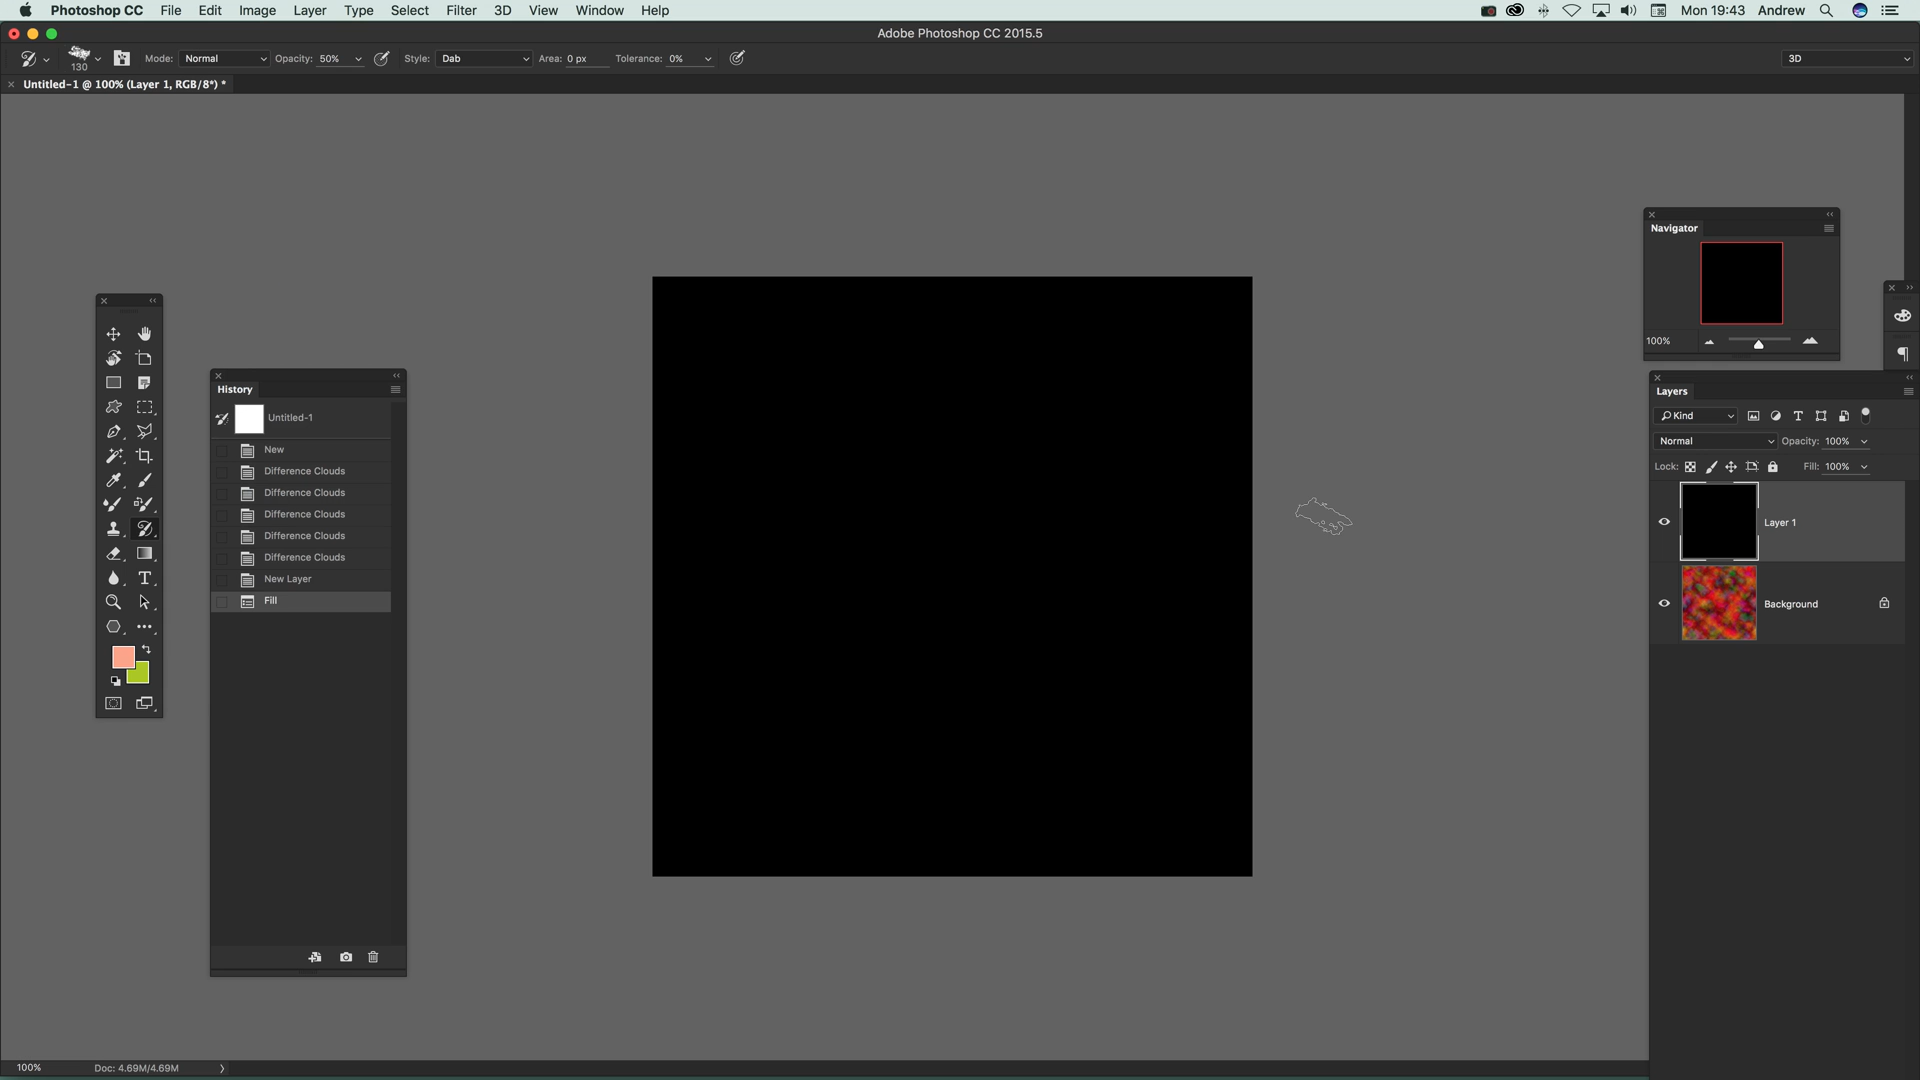 Photoshop CC File Edit Image Layer Type Select Filter 3D View Window Help Mon 19:43 Andrew
Adobe Photoshop CC 2015.5
130 Mode: Normal Opacity: 50% Style: Dab Area: 0 px Tolerance: 0% 3D
Untitled-1 @ 100% (Layer 1, RGB/8*) *
Navigator
100%
History
Untitled-1
New
Difference Clouds
Difference Clouds
Difference Clouds
Difference Clouds
Difference Clouds
New Layer
Fill
Layers
Kind
Normal Opacity: 100%
Lock: Fill: 100%
Layer 1
Background
100% Doc: 4.69M/4.69M